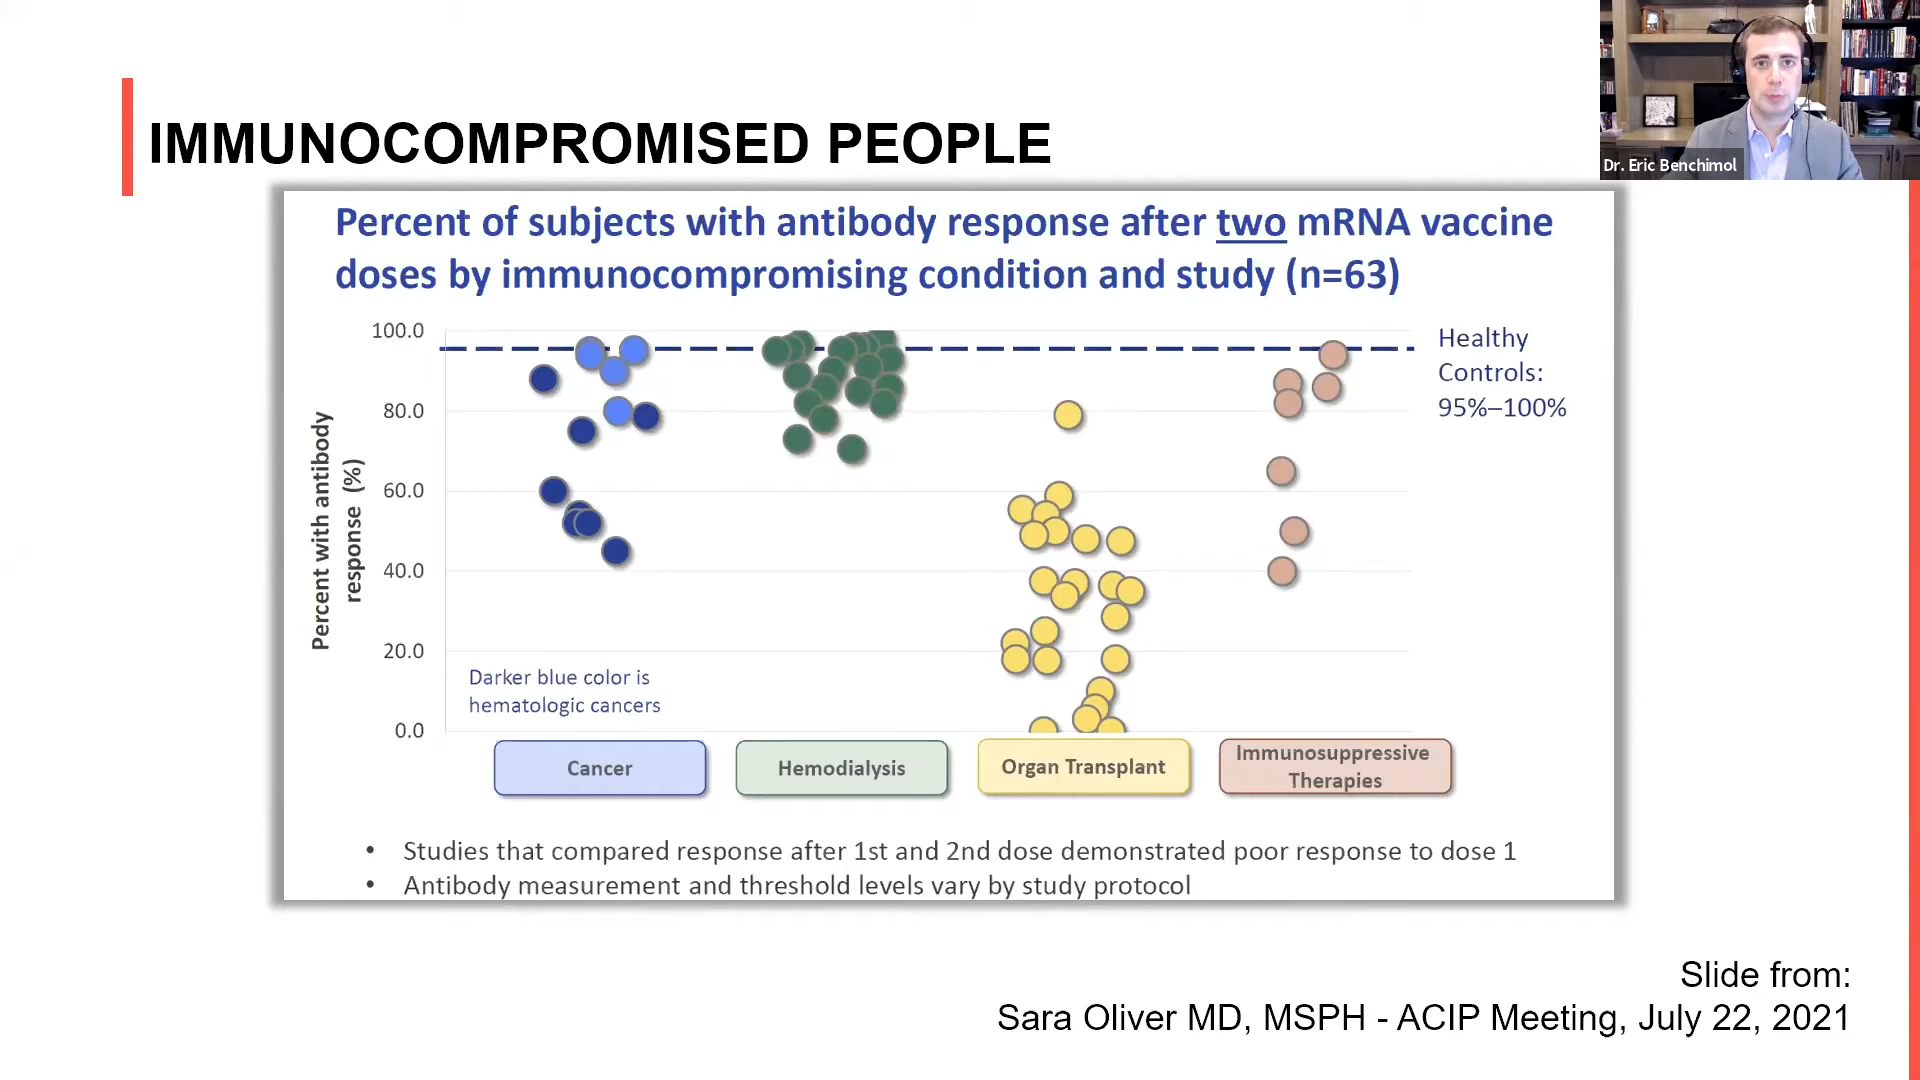 Dr. Eric Benchimol
IMMUNOCOMPROMISED PEOPLE
Percent of subjects with antibody response after two mRNA vaccine
doses by immunocompromising condition and study (n=63)
Percent with antibody
response (%)
100.0
80.0
60.0
40.0
20.0
0.0
Healthy
Controls:
95%–100%
Darker blue color is
hematologic cancers
Cancer
Hemodialysis
Organ Transplant
Immunosuppressive
Therapies
• Studies that compared response after 1st and 2nd dose demonstrated poor response to dose 1
• Antibody measurement and threshold levels vary by study protocol
Slide from:
Sara Oliver MD, MSPH - ACIP Meeting, July 22, 2021